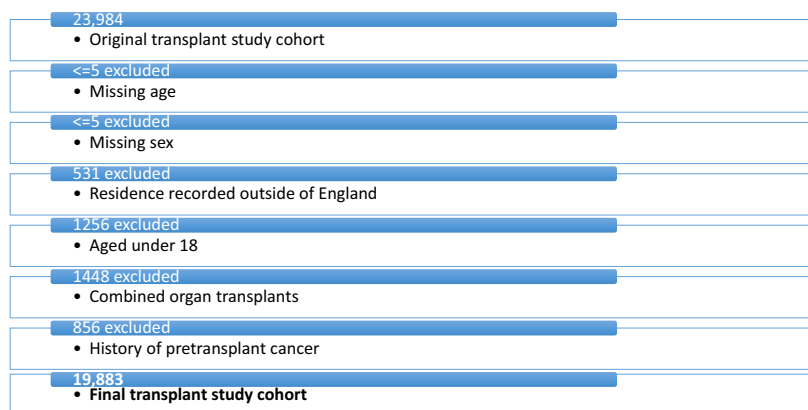 23,984
• Original transplant study cohort
<=5 excluded
• Missing age
<=5 excluded
• Missing sex
531 excluded
• Residence recorded outside of England
1256 excluded
• Aged under 18
1448 excluded
• Combined organ transplants
856 excluded
• History of pretransplant cancer
19,883
• Final transplant study cohort